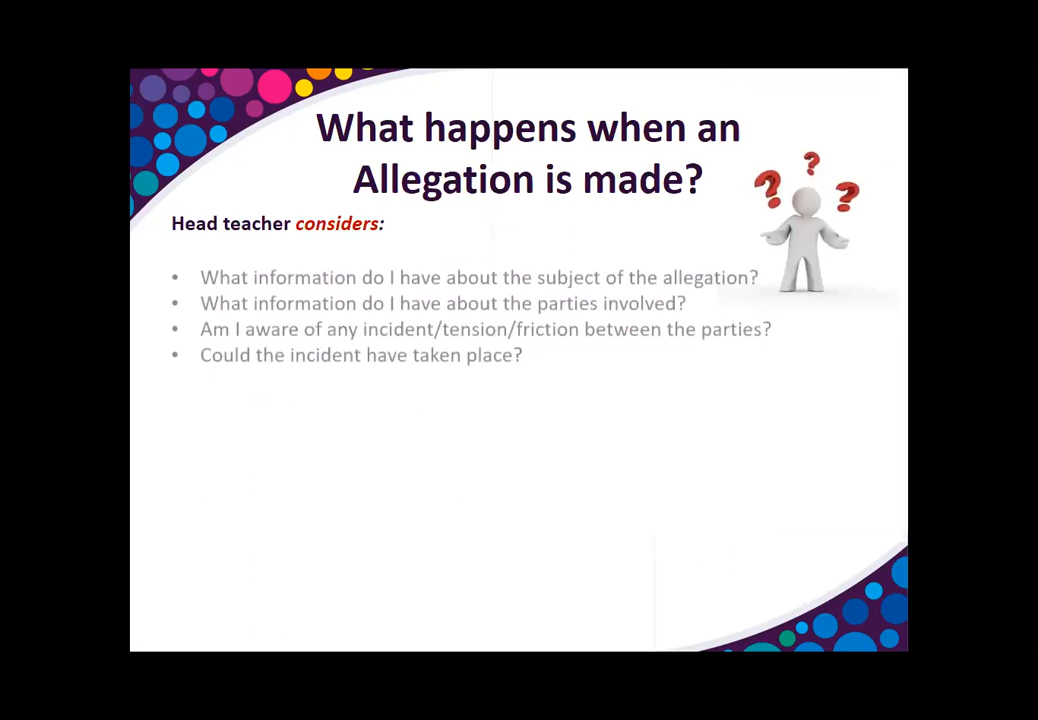 What happens when an
Allegation is made?
Head teacher considers:
• What information do I have about the subject of the allegation?
• What information do I have about the parties involved?
• Am I aware of any incident/tension/friction between the parties?
• Could the incident have taken place?